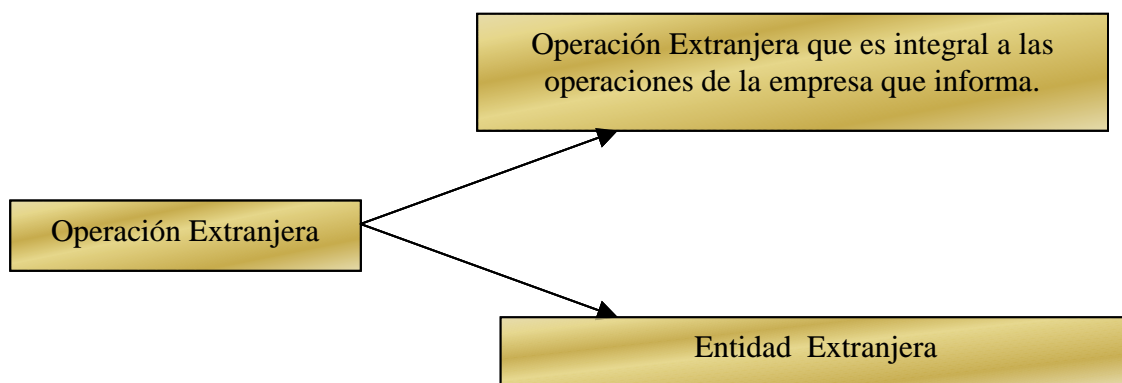 Operación Extranjera que es integral a las
operaciones de la empresa que informa.
Operación Extranjera
Entidad Extranjera